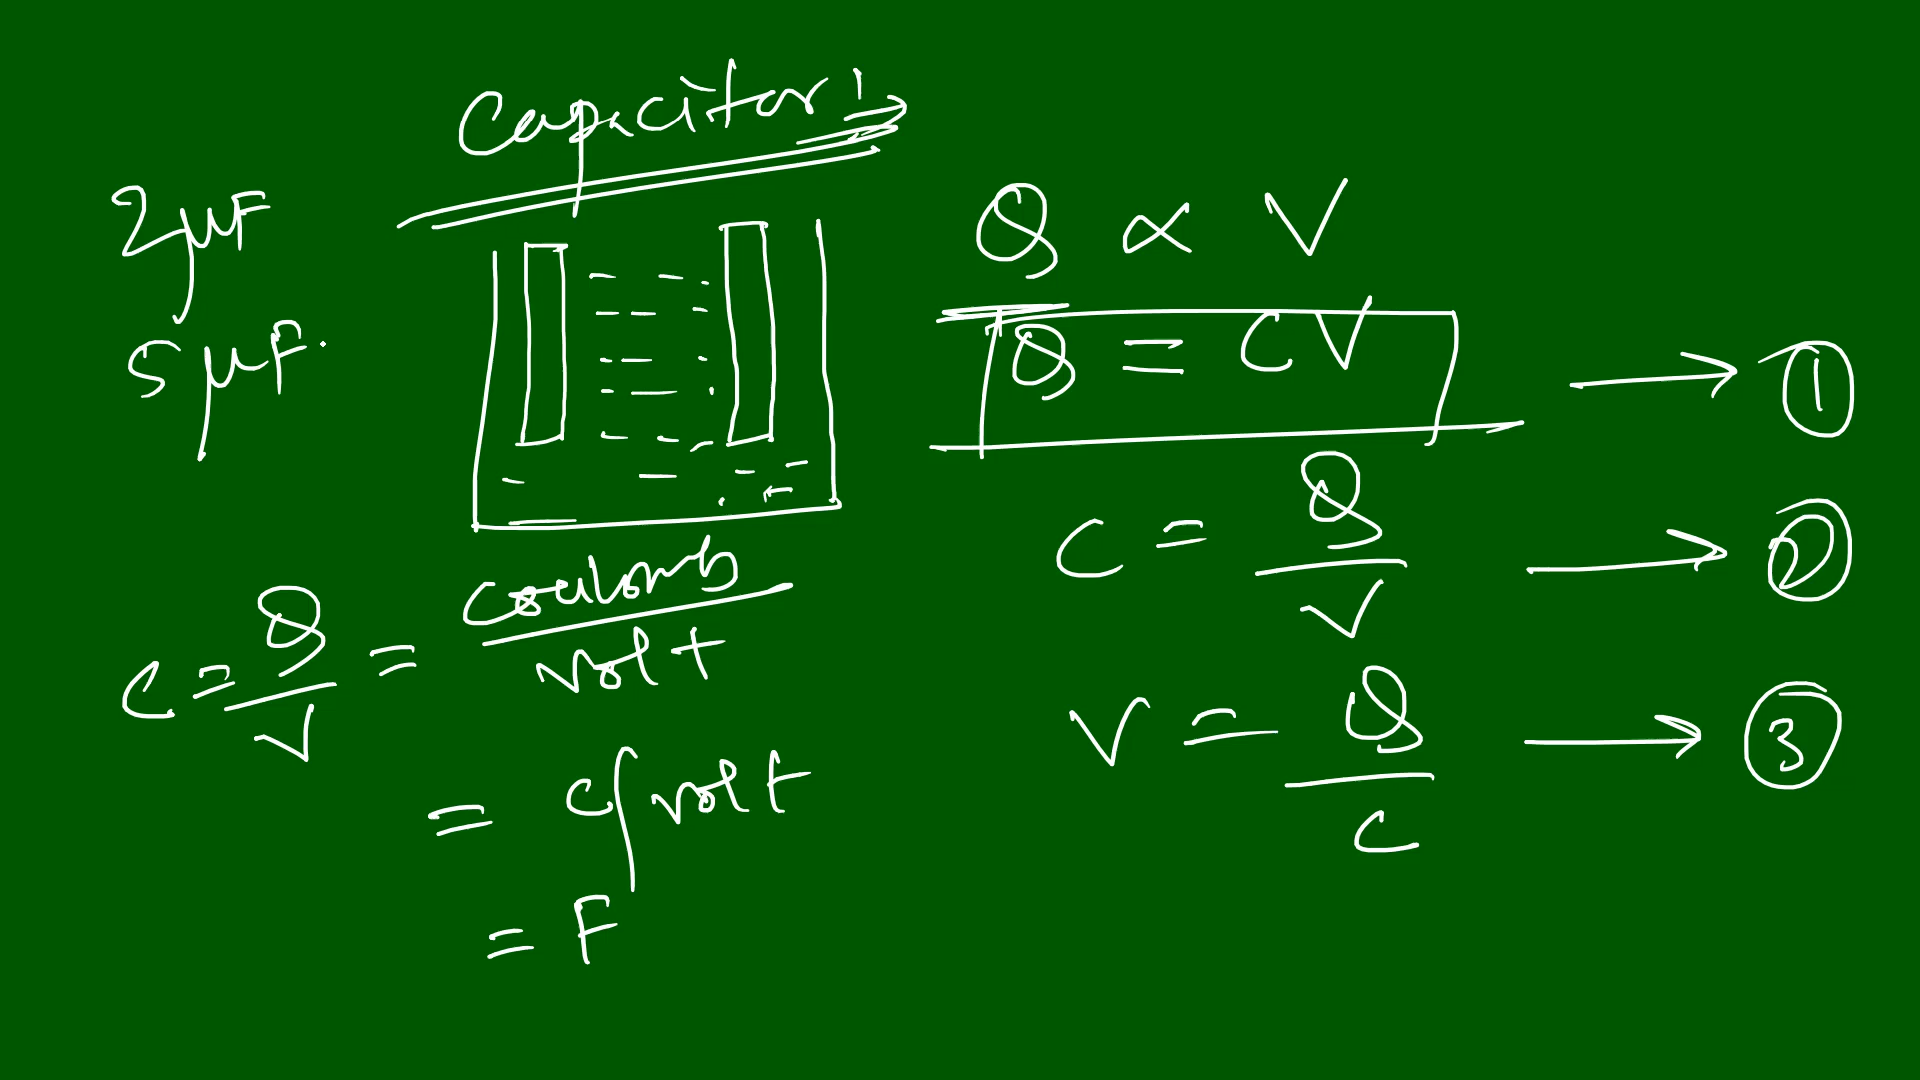 Capacitor:
2μF
5μF
Q ∝ V
Q = CV → ①
C = Q/V → ②
V = Q/C → ③
C = Q/V = Coulomb/volt
= C/volt
= F